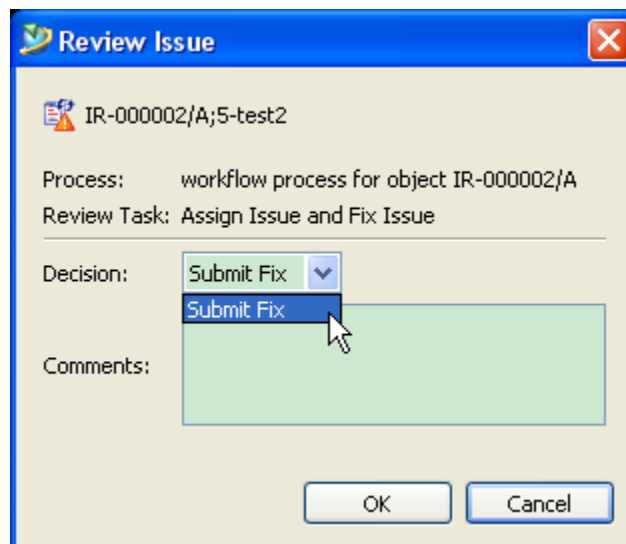 Review Issue
IR-000002/A;5-test2
Process: workflow process for object IR-000002/A
Review Task: Assign Issue and Fix Issue
Decision: Submit Fix
Submit Fix
Comments:
OK Cancel